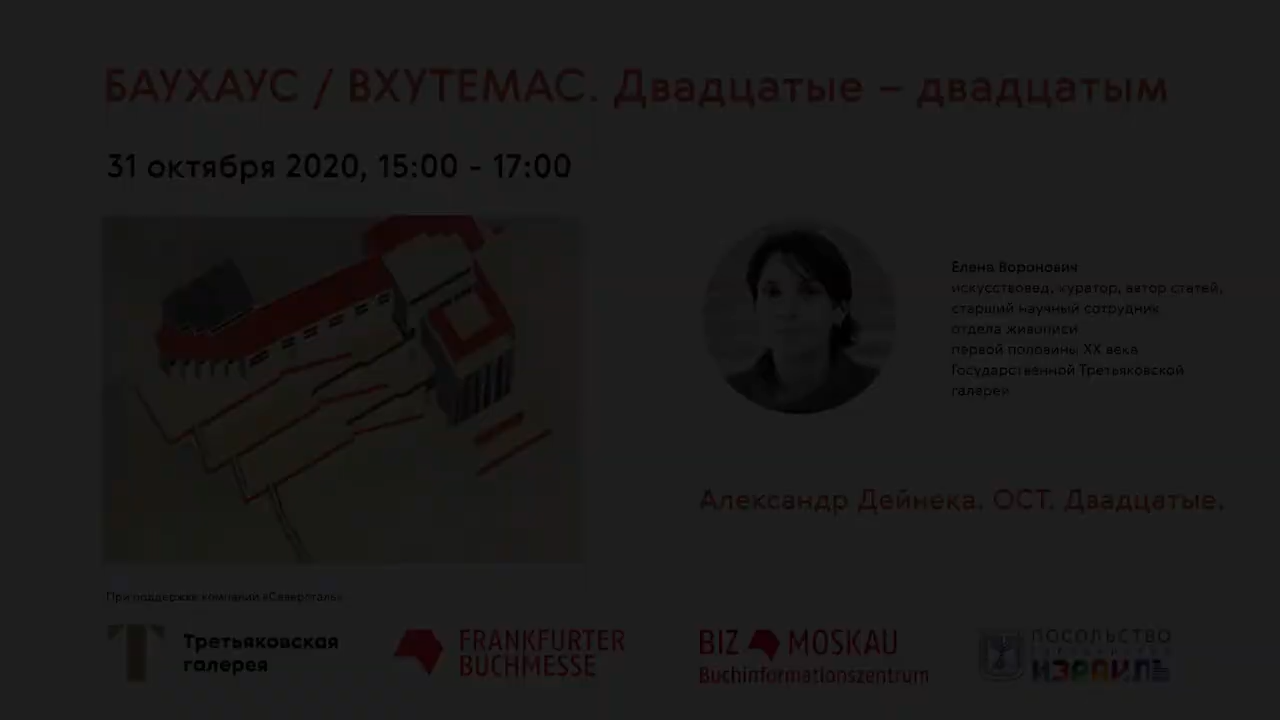 БАУХАУС / ВХУТЕМАС. Двадцатые – двадцатым
31 октября 2020, 15:00 - 17:00
Елена Воронович
искусствовед, куратор, автор статей,
старший научный сотрудник
отдела живописи
первой половины XX века
Государственной Третьяковской
галереи
Александр Дейнека. ОСТ. Двадцатые.
При поддержке компании «Северсталь»
Третьяковская
галерея
FRANKFURTER
BUCHMESSE
BIZ MOSKAU
Buchinformationszentrum
ПОСОЛЬСТВО
ИЗРАИЛЬ